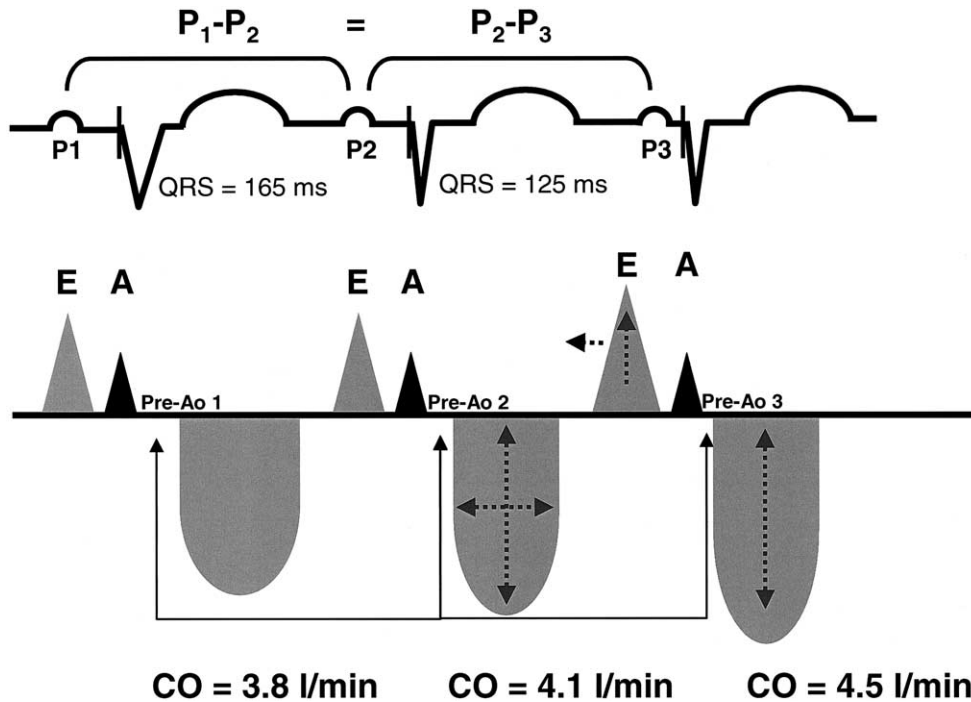 P₁-P₂ = P₂-P₃
P1 P2 P3
QRS = 165 ms QRS = 125 ms
E A E A E A
Pre-Ao 1 Pre-Ao 2 Pre-Ao 3
CO = 3.8 l/min CO = 4.1 l/min CO = 4.5 l/min